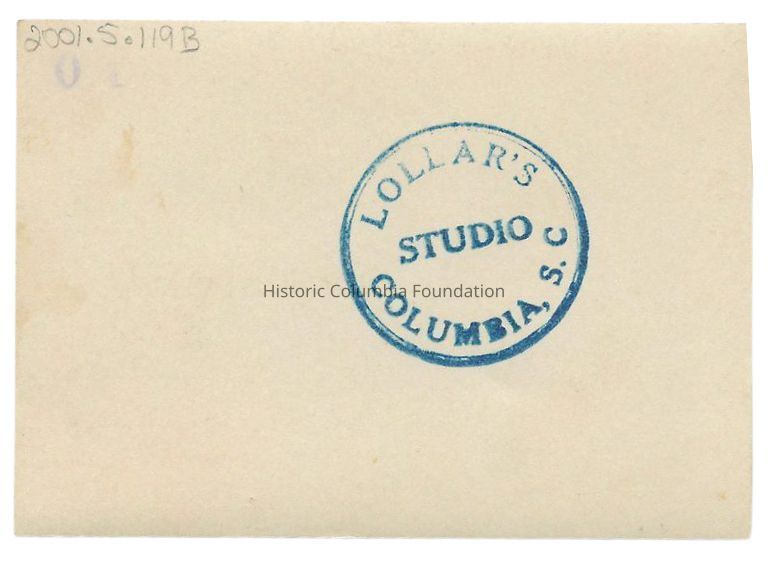 2001.5.119B
LOLLAR'S
STUDIO
COLUMBIA, S. C
Historic Columbia Foundation